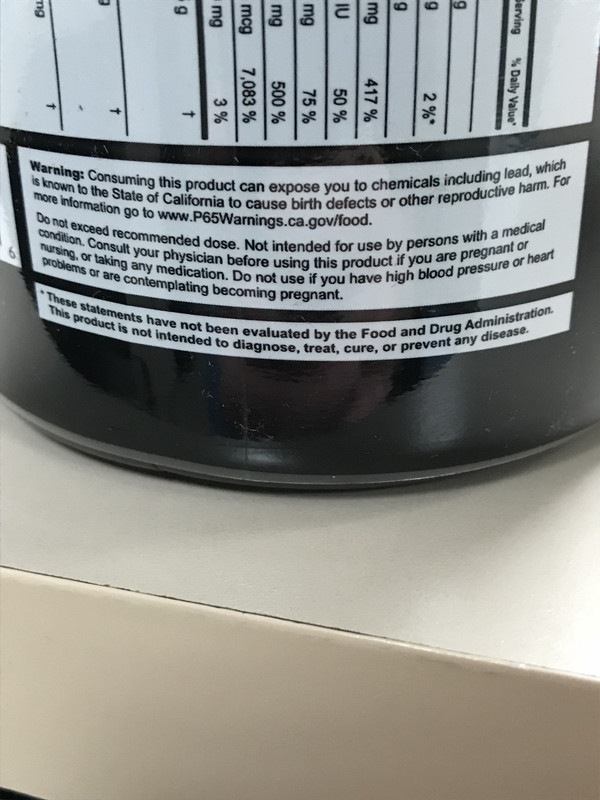 erving % Daily Value*
g
g 2 %*
g
mg 417 %
IU 50 %
mg 75 %
mg 500 %
mcg 7,083 %
mg 3 %
g †
†
mg †
Warning: Consuming this product can expose you to chemicals including lead, which
is known to the State of California to cause birth defects or other reproductive harm. For
more information go to www.P65Warnings.ca.gov/food.
Do not exceed recommended dose. Not intended for use by persons with a medical
condition. Consult your physician before using this product if you are pregnant or
nursing, or taking any medication. Do not use if you have high blood pressure or heart
problems or are contemplating becoming pregnant.
6
* These statements have not been evaluated by the Food and Drug Administration.
This product is not intended to diagnose, treat, cure, or prevent any disease.